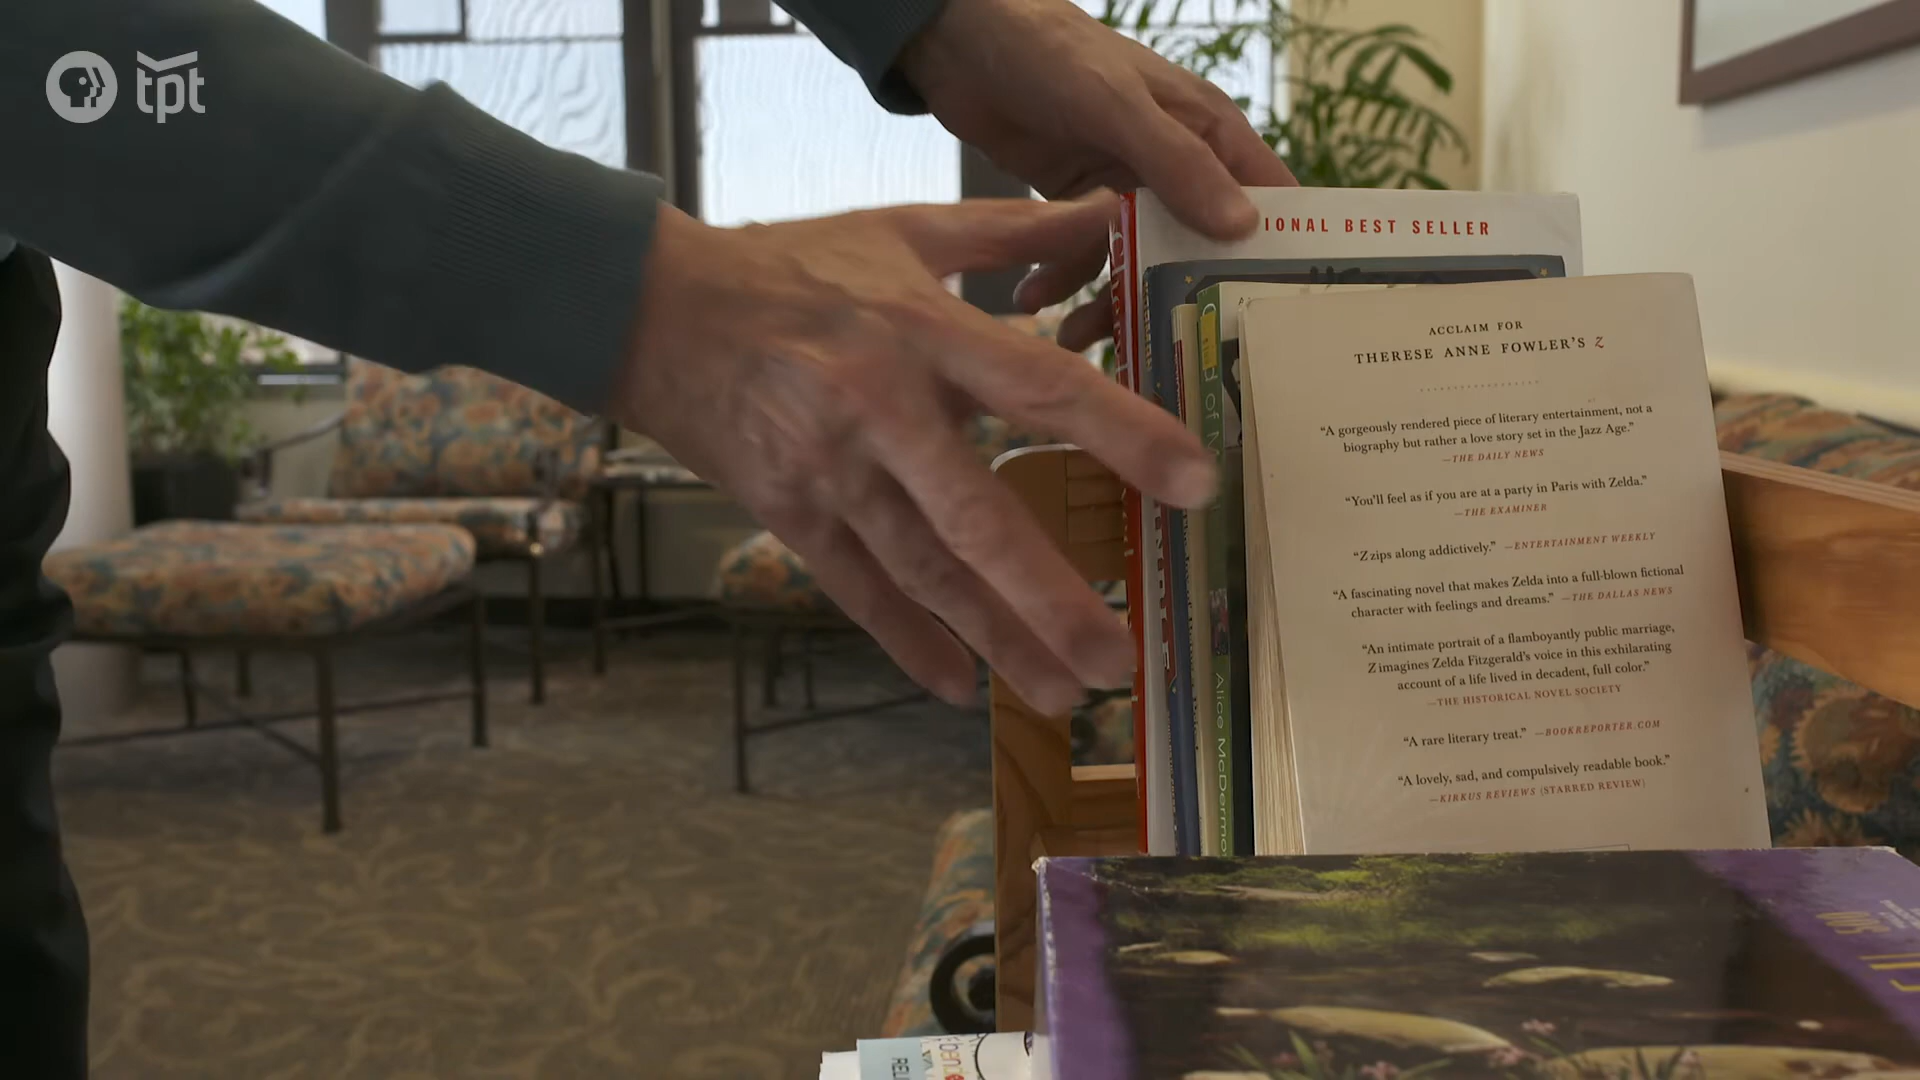 tpt
IONAL BEST SELLER
ACCLAIM FOR
THERESE ANNE FOWLER'S Z
"A gorgeously rendered piece of literary entertainment, not a
biography but rather a love story set in the Jazz Age."
—THE DAILY NEWS
"You'll feel as if you are at a party in Paris with Zelda."
—THE EXAMINER
"Z zips along addictively." —ENTERTAINMENT WEEKLY
"A fascinating novel that makes Zelda into a full-blown fictional
character with feelings and dreams." —THE DALLAS NEWS
"An intimate portrait of a flamboyantly public marriage,
Z imagines Zelda Fitzgerald's voice in this exhilarating
account of a life lived in decadent, full color."
—THE HISTORICAL NOVEL SOCIETY
"A rare literary treat." —BOOKREPORTER.COM
"A lovely, sad, and compulsively readable book."
—KIRKUS REVIEWS (STARRED REVIEW)
Alice McDermo
REL